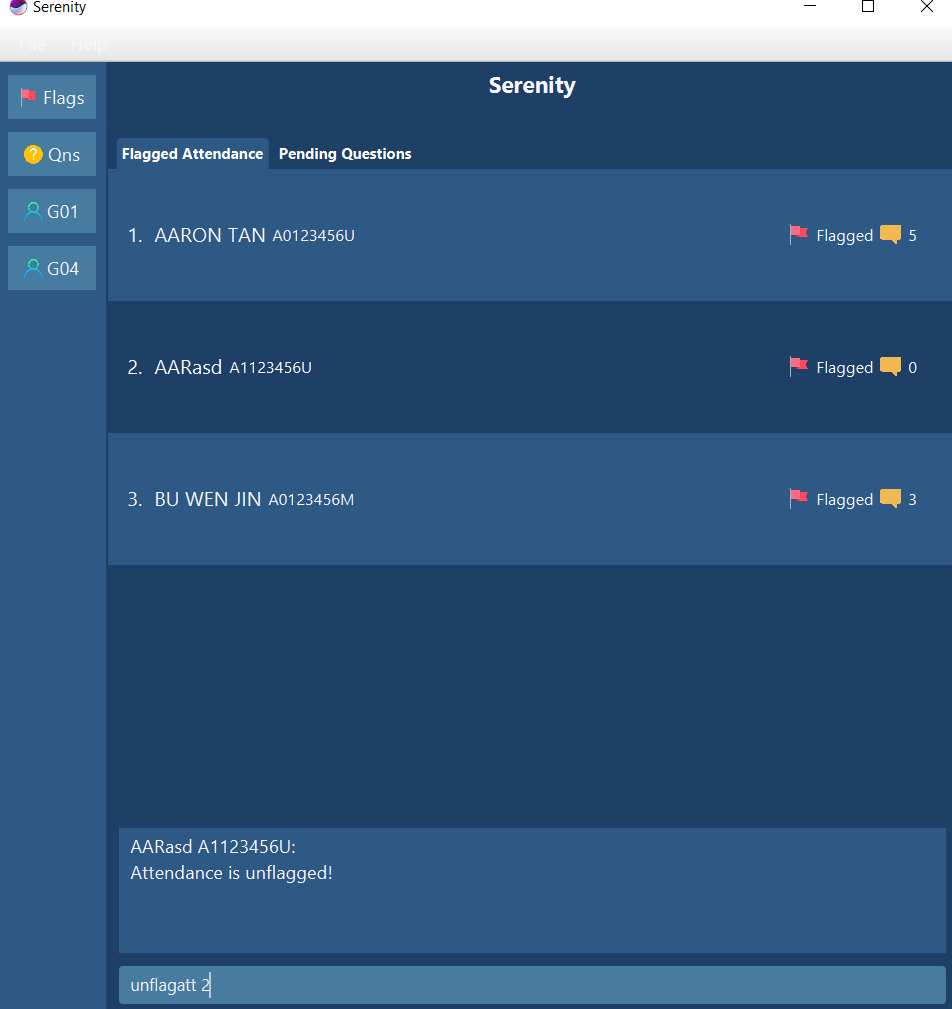 Serenity
File Help
Serenity
Flags
Qns
G01
G04
Flagged Attendance Pending Questions
1. AARON TAN A0123456U Flagged 5
2. AARasd A1123456U Flagged 0
3. BU WEN JIN A0123456M Flagged 3
AARasd A1123456U:
Attendance is unflagged!
unflagatt 2